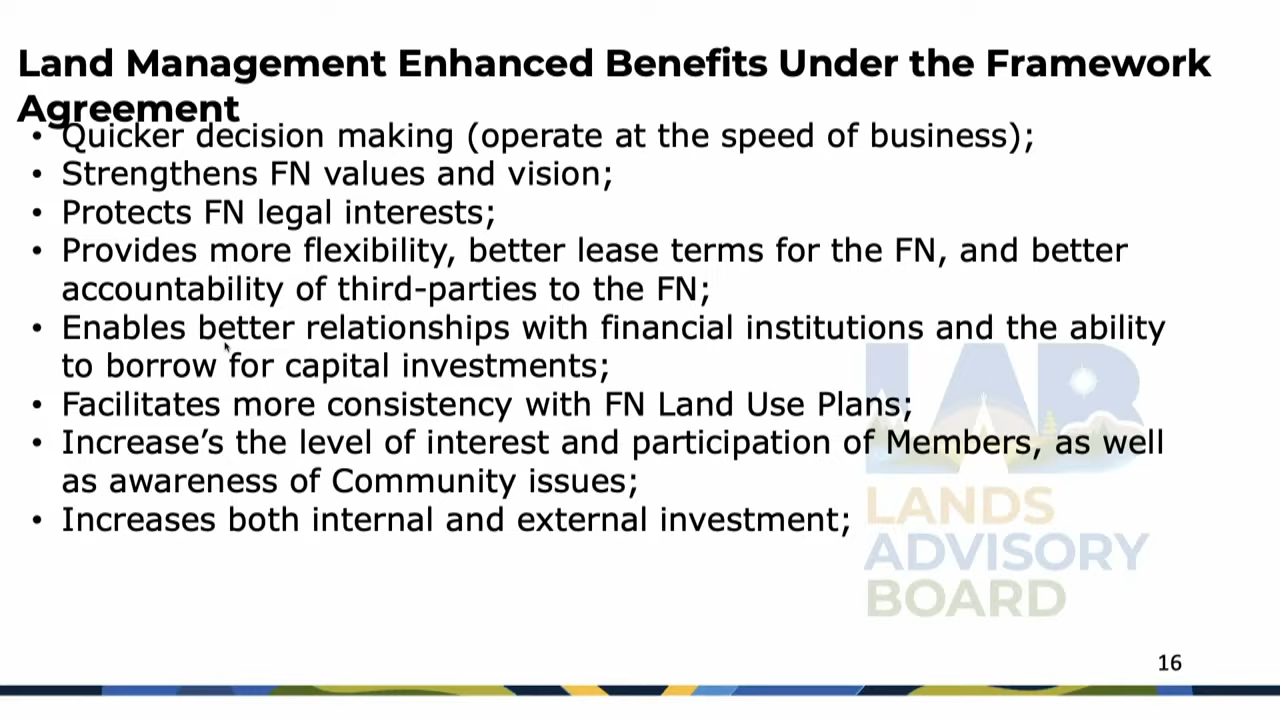 Land Management Enhanced Benefits Under the Framework
Agreement
• Quicker decision making (operate at the speed of business);
• Strengthens FN values and vision;
• Protects FN legal interests;
• Provides more flexibility, better lease terms for the FN, and better
accountability of third-parties to the FN;
• Enables better relationships with financial institutions and the ability
to borrow for capital investments;
• Facilitates more consistency with FN Land Use Plans;
• Increase’s the level of interest and participation of Members, as well
as awareness of Community issues;
• Increases both internal and external investment;
LAB
LANDS
ADVISORY
BOARD
16